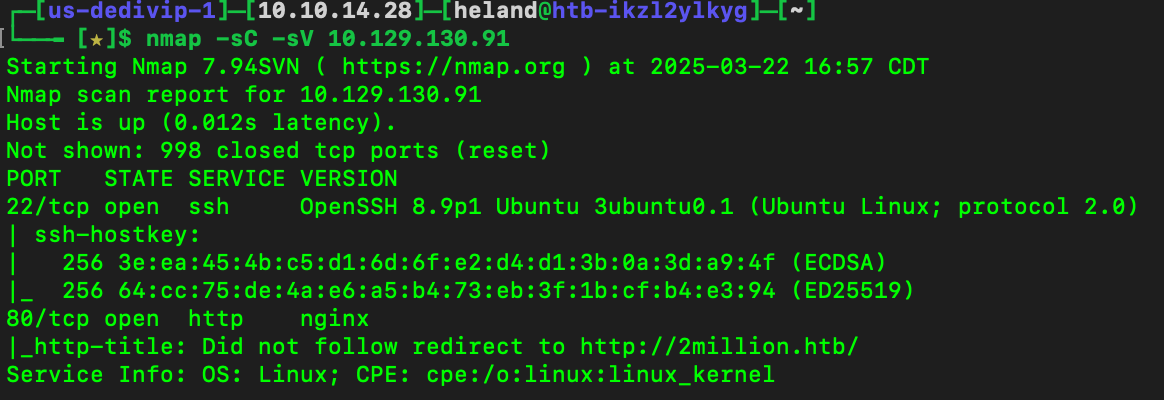 ┌─[us-dedivip-1]─[10.10.14.28]─[heland@htb-ikzl2ylkyg]─[~]
└──╼ [★]$ nmap -sC -sV 10.129.130.91
Starting Nmap 7.94SVN ( https://nmap.org ) at 2025-03-22 16:57 CDT
Nmap scan report for 10.129.130.91
Host is up (0.012s latency).
Not shown: 998 closed tcp ports (reset)
PORT   STATE SERVICE VERSION
22/tcp open  ssh     OpenSSH 8.9p1 Ubuntu 3ubuntu0.1 (Ubuntu Linux; protocol 2.0)
| ssh-hostkey:
|   256 3e:ea:45:4b:c5:d1:6d:6f:e2:d4:d1:3b:0a:3d:a9:4f (ECDSA)
|_  256 64:cc:75:de:4a:e6:a5:b4:73:eb:3f:1b:cf:b4:e3:94 (ED25519)
80/tcp open  http    nginx
|_http-title: Did not follow redirect to http://2million.htb/
Service Info: OS: Linux; CPE: cpe:/o:linux:linux_kernel